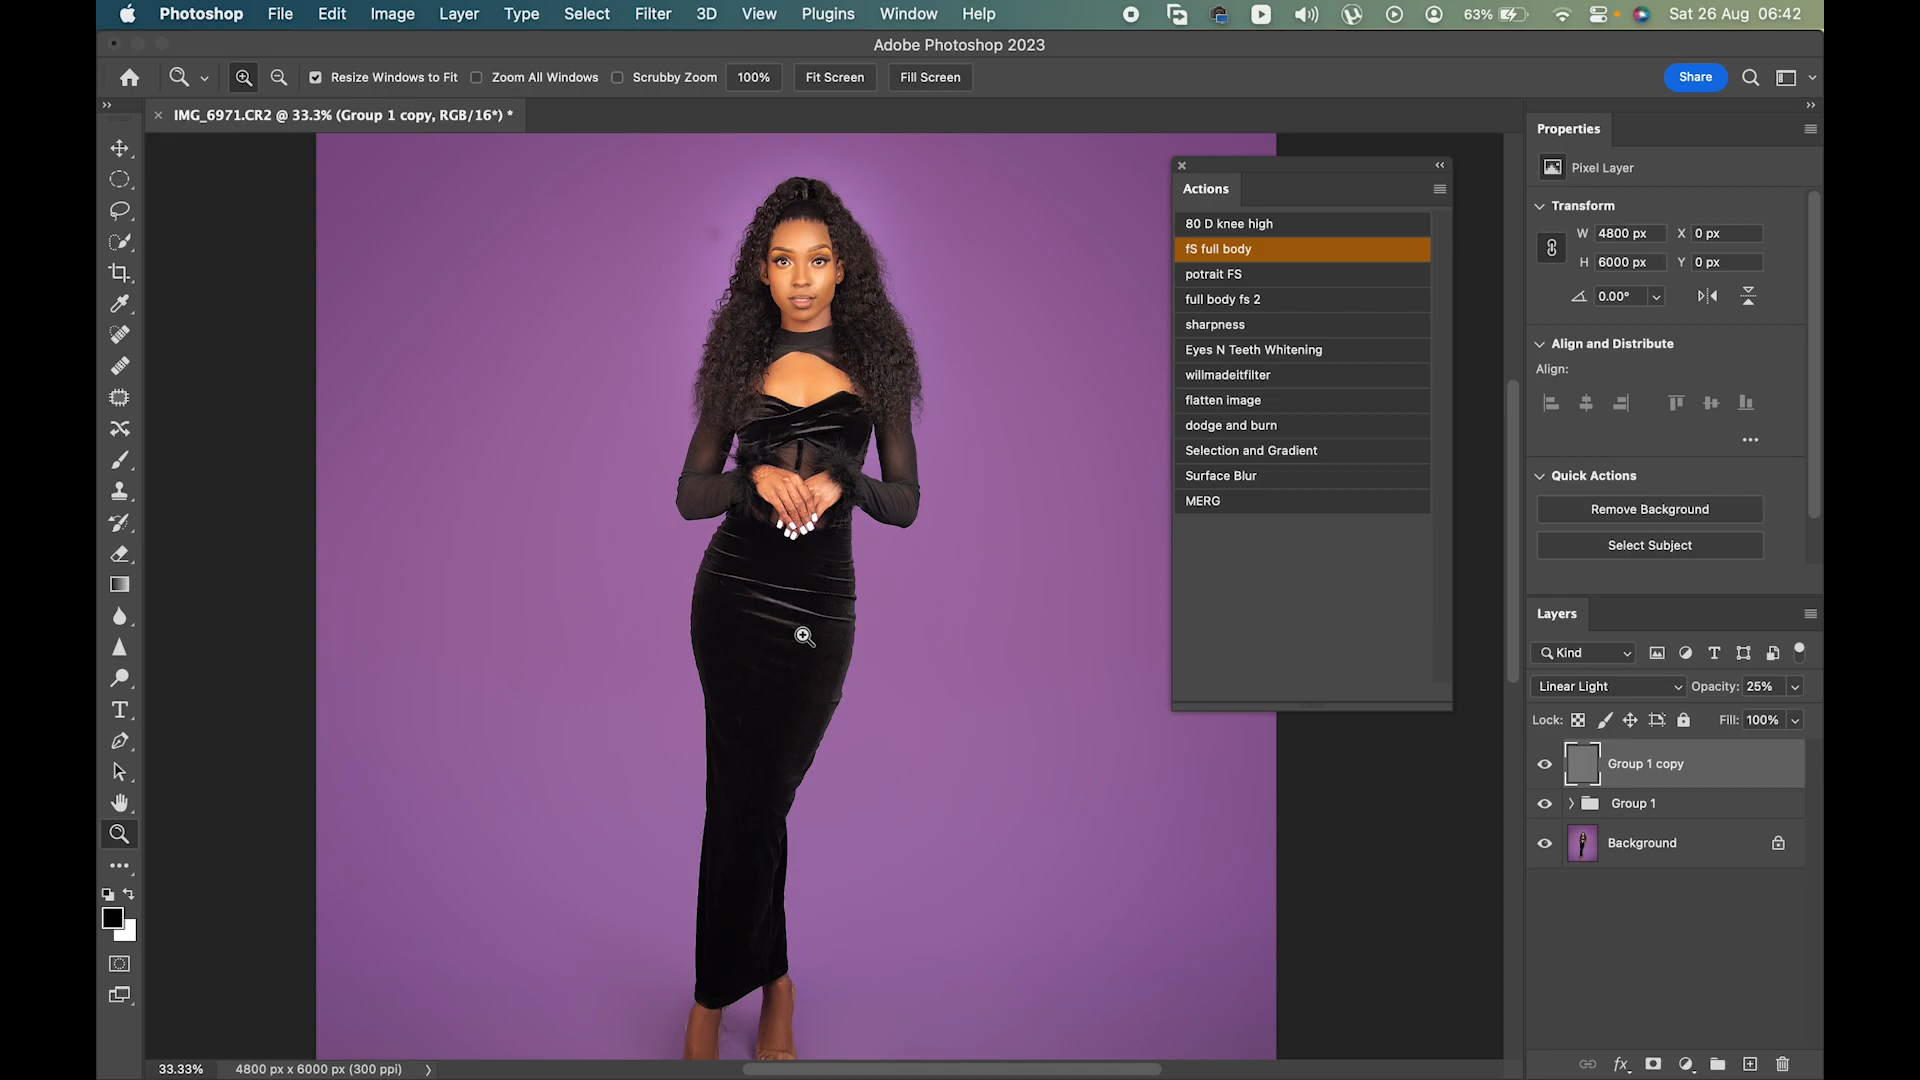 Photoshop File Edit Image Layer Type Select Filter 3D View Plugins Window Help 63% Sat 26 Aug 06:42
Adobe Photoshop 2023
Resize Windows to Fit Zoom All Windows Scrubby Zoom 100% Fit Screen Fill Screen Share
IMG_6971.CR2 @ 33.3% (Group 1 copy, RGB/16*) *
Actions
80 D knee high
fS full body
potrait FS
full body fs 2
sharpness
Eyes N Teeth Whitening
willmadeitfilter
flatten image
dodge and burn
Selection and Gradient
Surface Blur
MERG
Properties
Pixel Layer
Transform
W 4800 px X 0 px
H 6000 px Y 0 px
0.00°
Align and Distribute
Align:
Quick Actions
Remove Background
Select Subject
Layers
Kind
Linear Light Opacity: 25%
Lock: Fill: 100%
Group 1 copy
Group 1
Background
33.33% 4800 px x 6000 px (300 ppi)